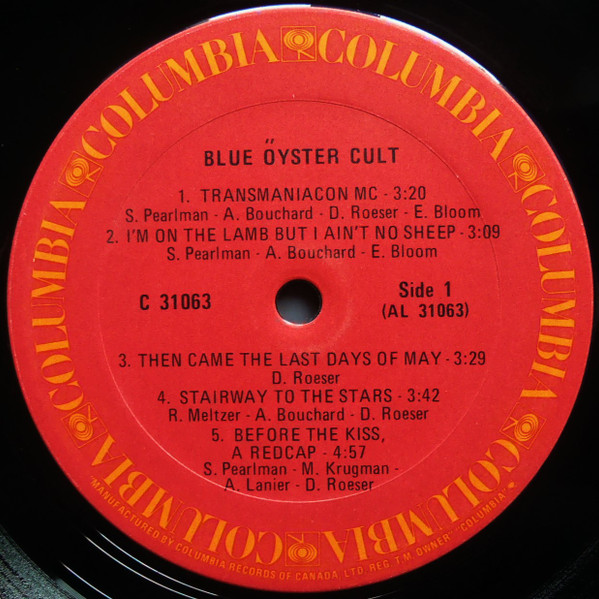 COLUMBIA COLUMBIA COLUMBIA COLUMBIA COLUMBIA COLUMBIA COLUMBIA COLUMBIA
BLUE ÖYSTER CULT
1. TRANSMANIACON MC - 3:20
S. Pearlman - A. Bouchard - D. Roeser - E. Bloom
2. I'M ON THE LAMB BUT I AIN'T NO SHEEP - 3:09
S. Pearlman - A. Bouchard - E. Bloom
C 31063
Side 1
(AL 31063)
3. THEN CAME THE LAST DAYS OF MAY - 3:29
D. Roeser
4. STAIRWAY TO THE STARS - 3:42
R. Meltzer - A. Bouchard - D. Roeser
5. BEFORE THE KISS,
A REDCAP - 4:57
S. Pearlman - M. Krugman -
A. Lanier - D. Roeser
"MANUFACTURED BY COLUMBIA RECORDS OF CANADA, LTD. REG. T.M. OWNER "COLUMBIA".